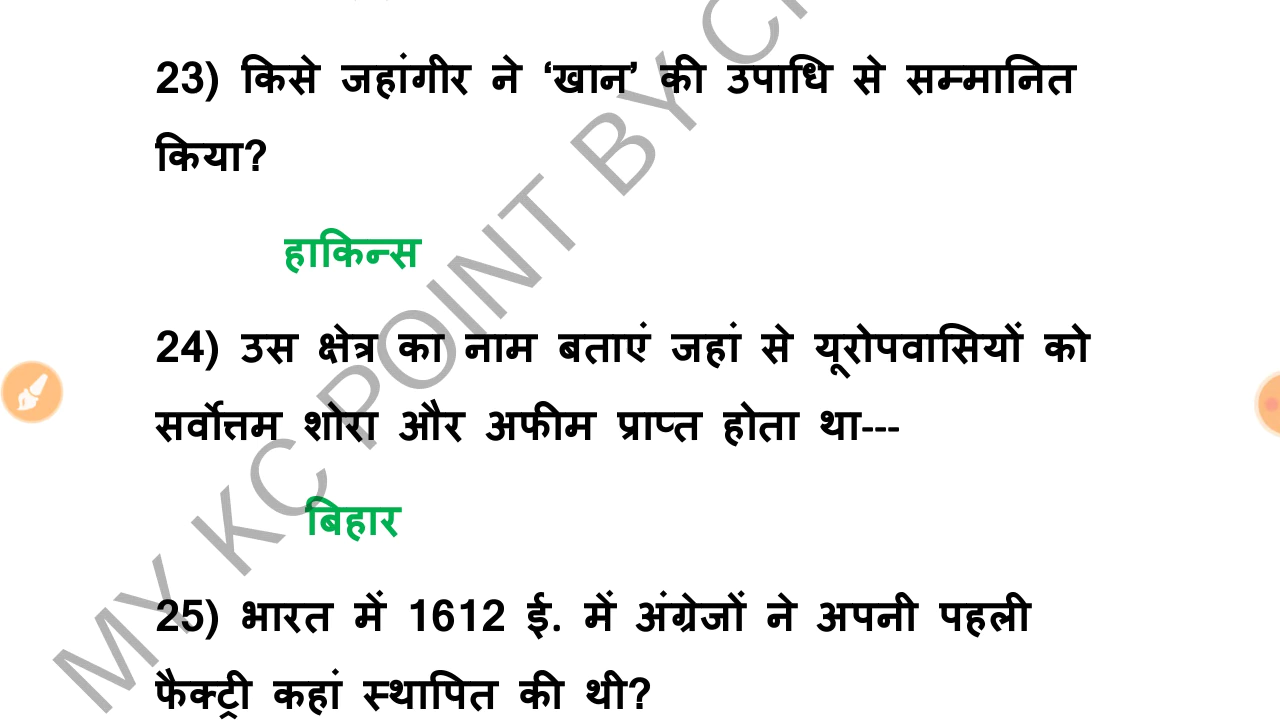 23) किसे जहांगीर ने ‘खान’ की उपाधि से सम्मानित
किया?
हाकिन्स
24) उस क्षेत्र का नाम बताएं जहां से यूरोपवासियों को
सर्वोत्तम शोरा और अफीम प्राप्त होता था---
बिहार
25) भारत में 1612 ई. में अंग्रेजों ने अपनी पहली
फैक्ट्री कहां स्थापित की थी?
MY KC POINT BY